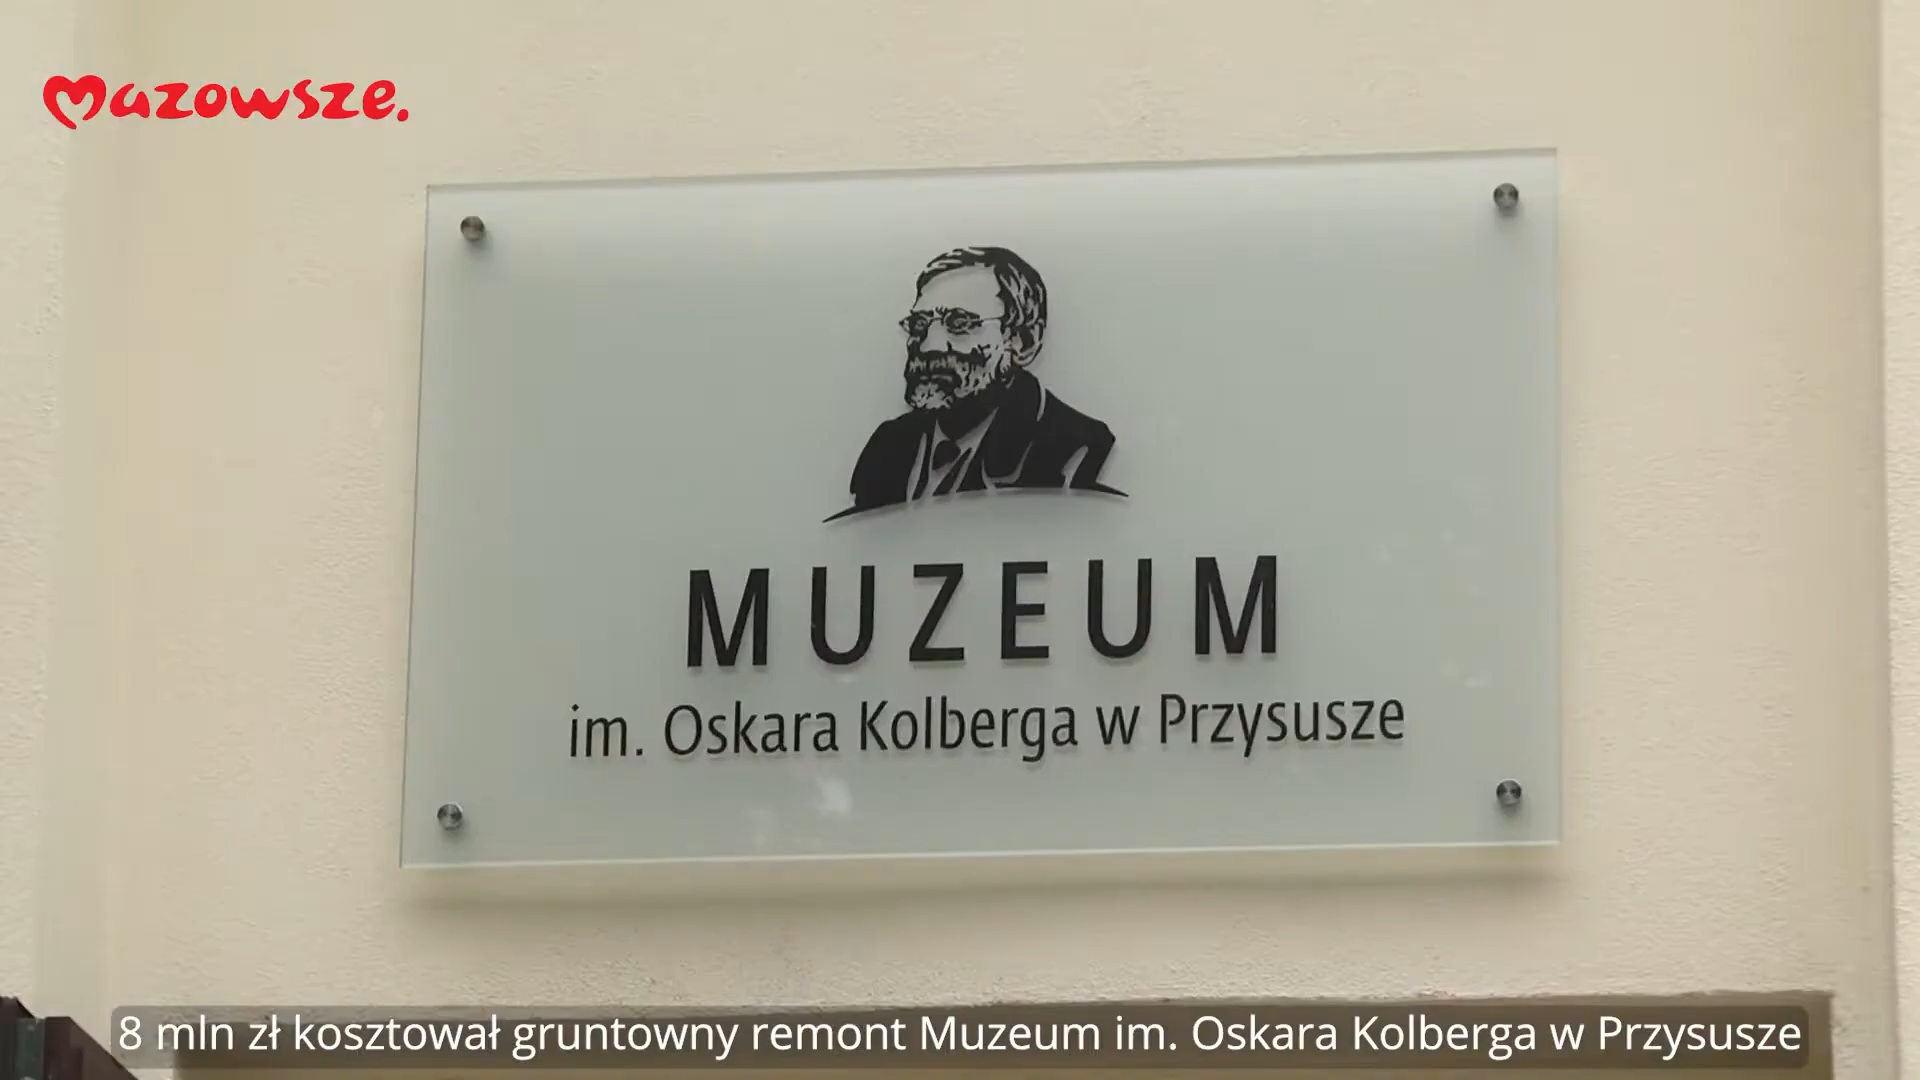 Mazowsze.
MUZEUM
im. Oskara Kolberga w Przysusze
8 mln zł kosztował gruntowny remont Muzeum im. Oskara Kolberga w Przysusze